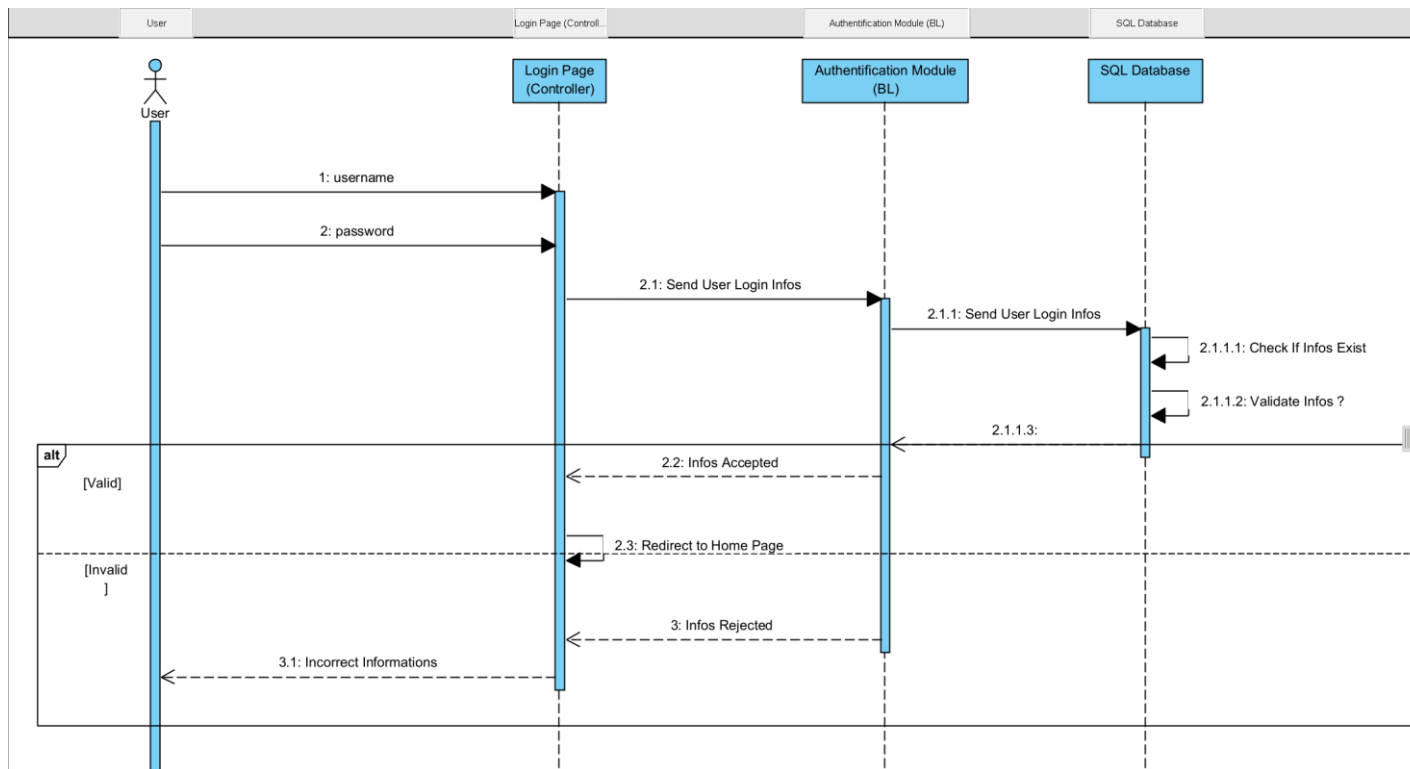 User
Login Page (Controll...
Authentification Module (BL)
SQL Database
User
Login Page
(Controller)
Authentification Module
(BL)
SQL Database
1: username
2: password
2.1: Send User Login Infos
2.1.1: Send User Login Infos
2.1.1.1: Check If Infos Exist
2.1.1.2: Validate Infos ?
2.1.1.3:
alt
[Valid]
2.2: Infos Accepted
2.3: Redirect to Home Page
[Invalid
]
3: Infos Rejected
3.1: Incorrect Informations